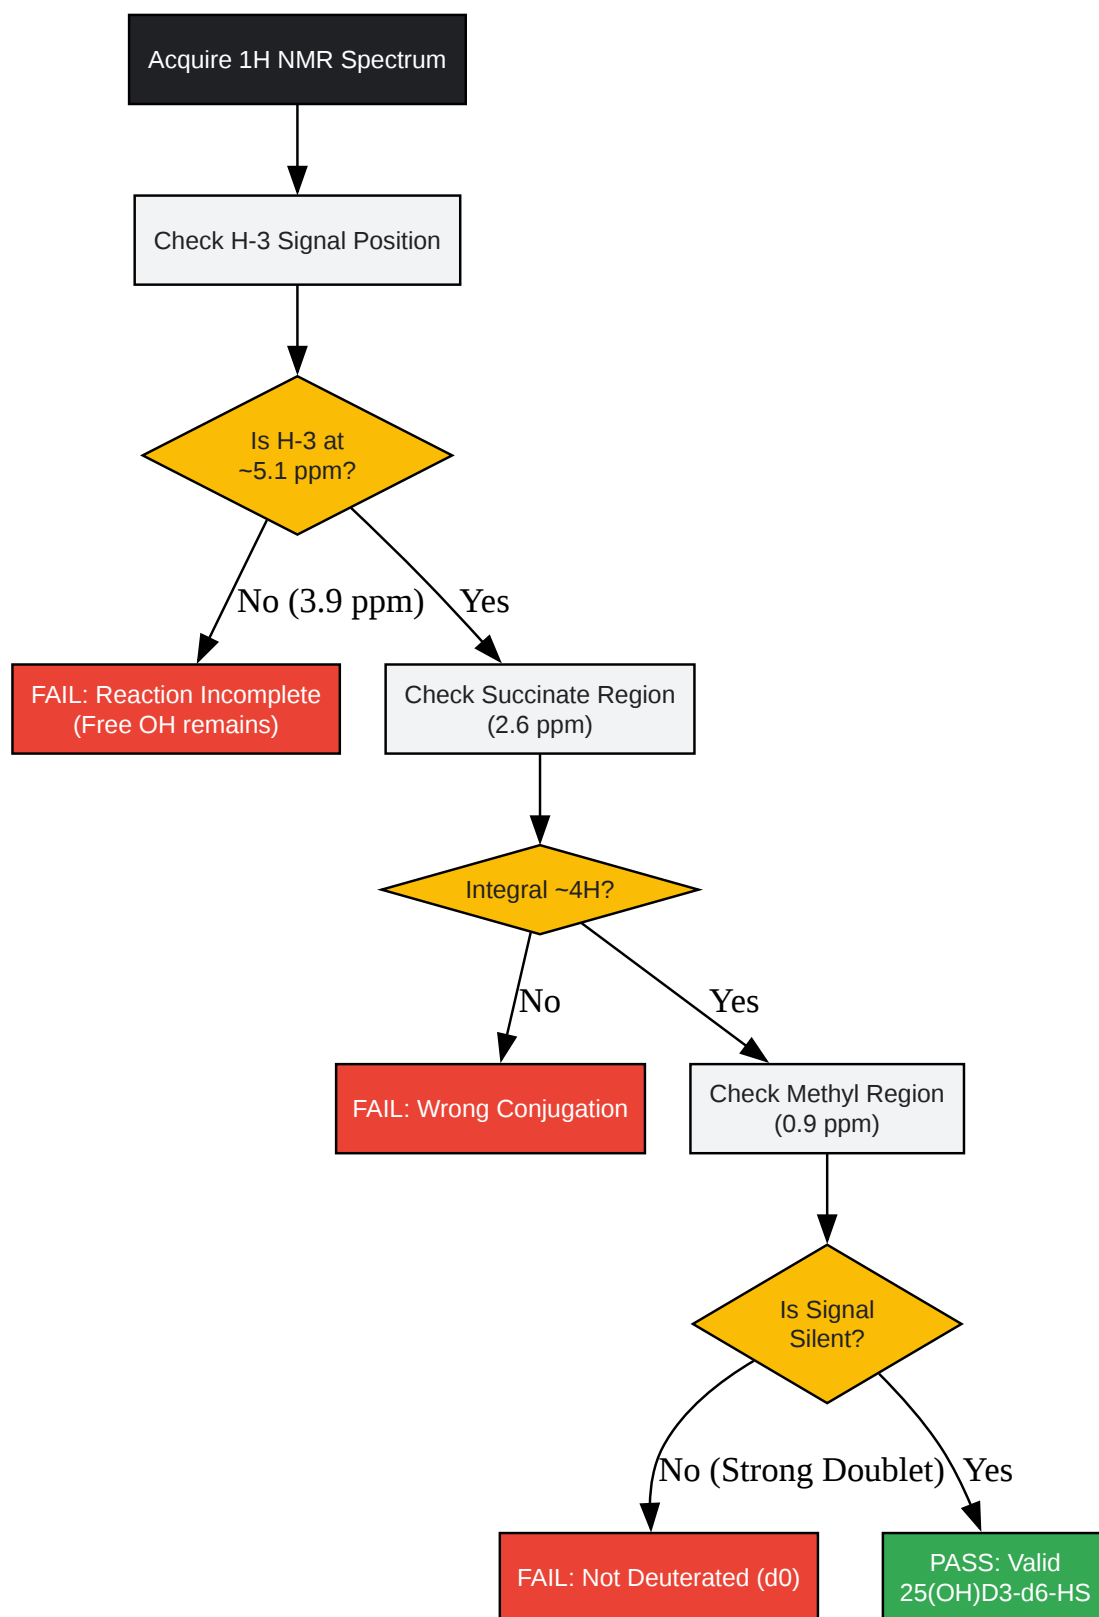 Acquire 1H NMR Spectrum
Check H-3 Signal Position
Is H-3 at
~5.1 ppm?
No (3.9 ppm)
Yes
FAIL: Reaction Incomplete
(Free OH remains)
Check Succinate Region
(2.6 ppm)
Integral ~4H?
No
Yes
FAIL: Wrong Conjugation
Check Methyl Region
(0.9 ppm)
Is Signal
Silent?
No (Strong Doublet)
Yes
FAIL: Not Deuterated (d0)
PASS: Valid
25(OH)D3-d6-HS